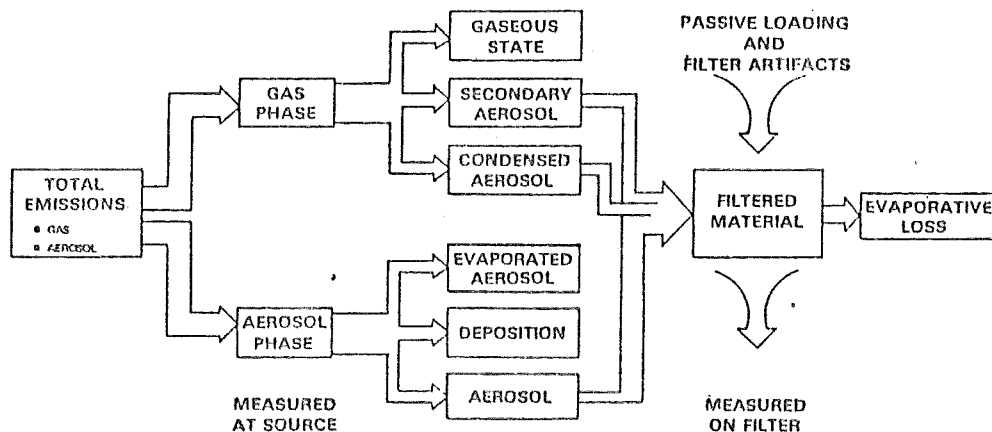 TOTAL
EMISSIONS
GAS
AEROSOL
GAS
PHASE
AEROSOL
PHASE
MEASURED
AT SOURCE
GASEOUS
STATE
SECONDARY
AEROSOL
CONDENSED
AEROSOL
EVAPORATED
AEROSOL
DEPOSITION
AEROSOL
PASSIVE LOADING
AND
FILTER ARTIFACTS
FILTERED
MATERIAL
MEASURED
ON FILTER
EVAPORATIVE
LOSS